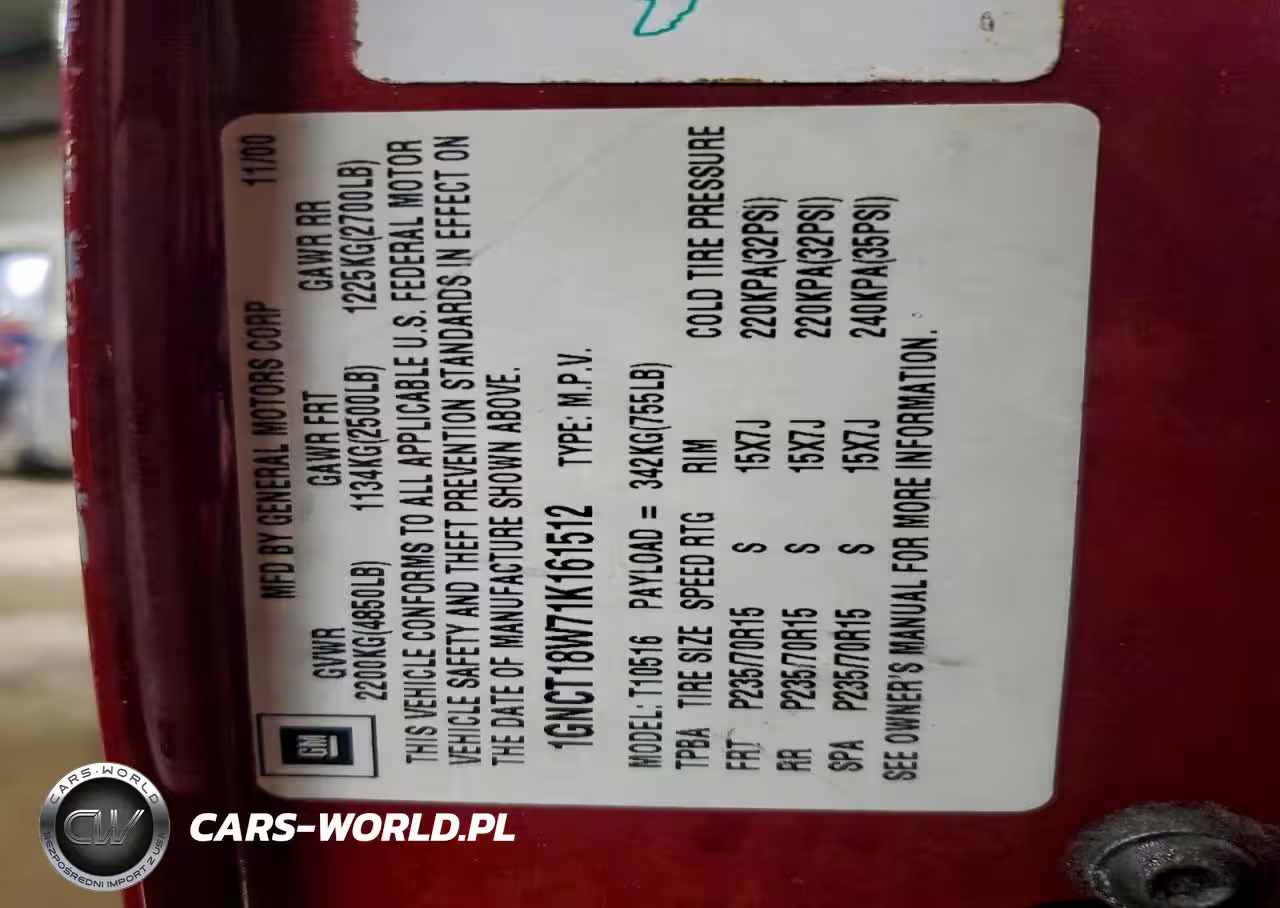 MFD BY GENERAL MOTORS CORP 11/00
GVWR GAWR FRT GAWR RR
2200KG(4850LB) 1134KG(2500LB) 1225KG(2700LB)
THIS VEHICLE CONFORMS TO ALL APPLICABLE U.S. FEDERAL MOTOR
VEHICLE SAFETY AND THEFT PREVENTION STANDARDS IN EFFECT ON
THE DATE OF MANUFACTURE SHOWN ABOVE.
GM
1GNCT18W71K161512 TYPE: M.P.V.
MODEL: T10516 PAYLOAD = 342KG(755LB)
TPBA TIRE SIZE SPEED RTG RIM COLD TIRE PRESSURE
FRT P235/70R15 S 15X7J 220KPA(32PSI)
RR P235/70R15 S 15X7J 220KPA(32PSI)
SPA P235/70R15 S 15X7J 240KPA(35PSI)
SEE OWNER'S MANUAL FOR MORE INFORMATION.
CARS-WORLD
CW
BEZPOŚREDNI IMPORT Z USA
CARS-WORLD.PL